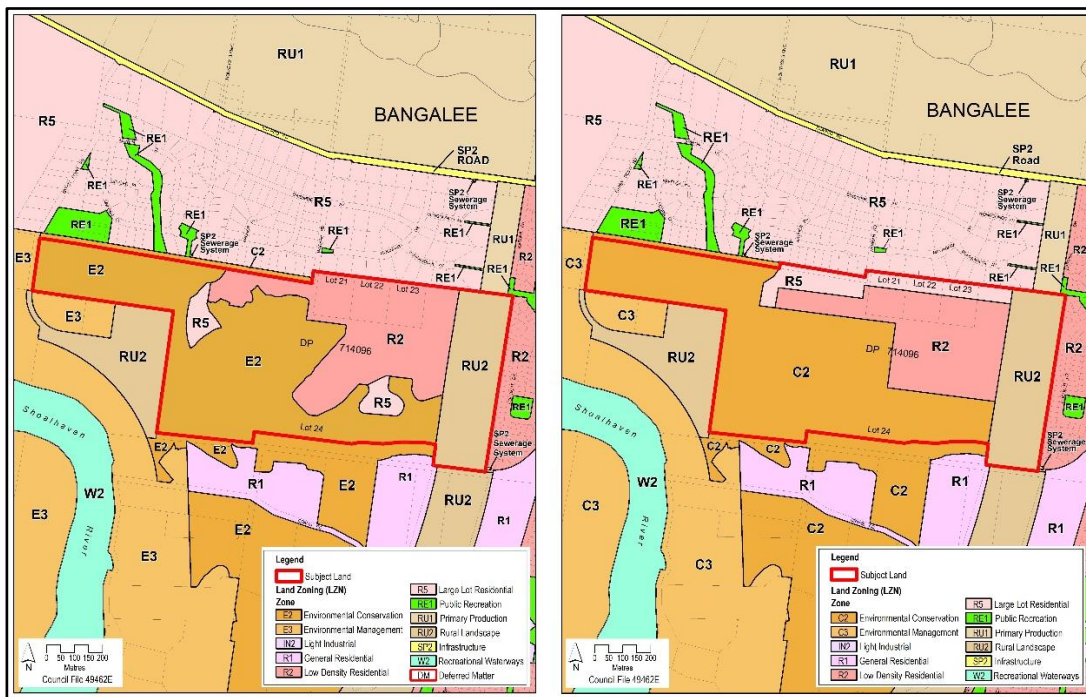 RU1
BANGALEE
R5
RE1
SP2
ROAD
RE1
SP2
Sewerage
System
RE1
R5
RE1
RE1
RE1
SP2
Sewerage
System
RE1
RU1
R2
C2
RE1
RE1
E3
E2
Lot 21
Lot 22
Lot 23
R5
E3
R2
RU2
R2
RU2
E2
DP
714096
R5
RE1
Shoalhaven
Lot 24
SP2
Sewerage
System
E2
E2
R1
E2
R1
RU2
R1
W2
River
E3
E3
E2
Legend
Subject Land
Land Zoning (LZN)
Zone
E2 Environmental Conservation
E3 Environmental Management
IN2 Light Industrial
R1 General Residential
R2 Low Density Residential
R5 Large Lot Residential
RE1 Public Recreation
RU1 Primary Production
RU2 Rural Landscape
SP2 Infrastructure
W2 Recreational Waterways
DM Deferred Matter
N
0 50 100 150 200
Metres
Council File 49462E
RU1
BANGALEE
R5
RE1
SP2
Road
RE1
SP2
Sewerage
System
RE1
R5
RE1
RE1
RE1
SP2
Sewerage
System
RE1
RU1
R2
RE1
RE1
C3
C2
R5
Lot 21
Lot 22
Lot 23
C3
R2
RU2
R2
RU2
DP
714096
C2
RE1
Shoalhaven
Lot 24
SP2
Sewerage
System
C2
C2
R1
C2
R1
RU2
R1
W2
River
C3
C3
C2
Legend
Subject Land
Land Zoning (LZN)
Zone
C2 Environmental Conservation
C3 Environmental Management
IN2 Light Industrial
R1 General Residential
R2 Low Density Residential
R5 Large Lot Residential
RE1 Public Recreation
RU1 Primary Production
RU2 Rural Landscape
SP2 Infrastructure
W2 Recreational Waterways
N
0 50 100 150 200
Metres
Council File 49462E